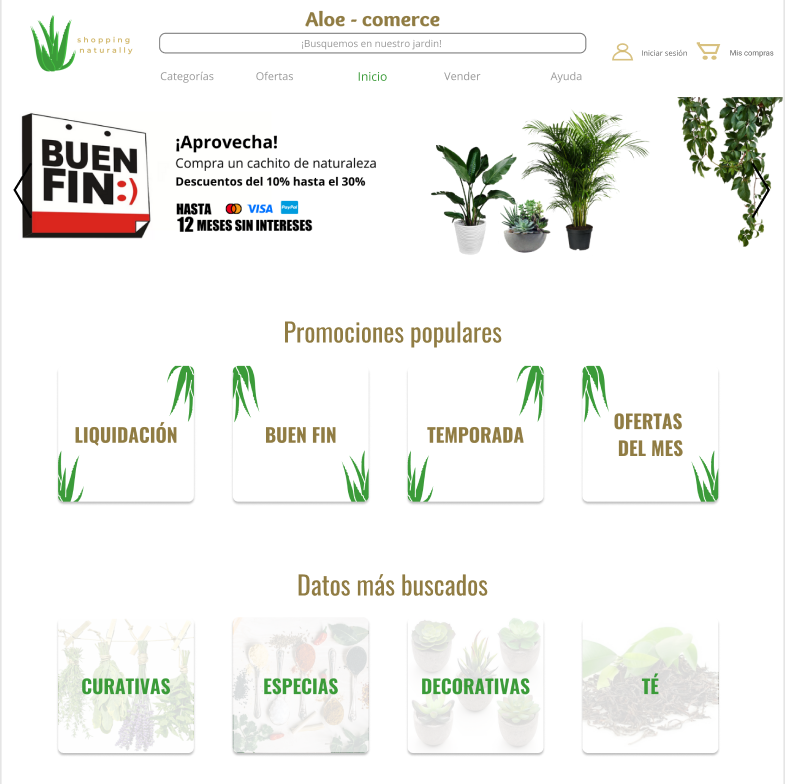 Aloe - comerce
shopping
naturally
¡Busquemos en nuestro jardin!
Iniciar sesión
Mis compras
Categorías
Ofertas
Inicio
Vender
Ayuda
BUEN
FIN:)
¡Aprovecha!
Compra un cachito de naturaleza
Descuentos del 10% hasta el 30%
HASTA VISA PayPal
12 MESES SIN INTERESES
Promociones populares
LIQUIDACIÓN
BUEN FIN
TEMPORADA
OFERTAS
DEL MES
Datos más buscados
CURATIVAS
ESPECIAS
DECORATIVAS
TÉ